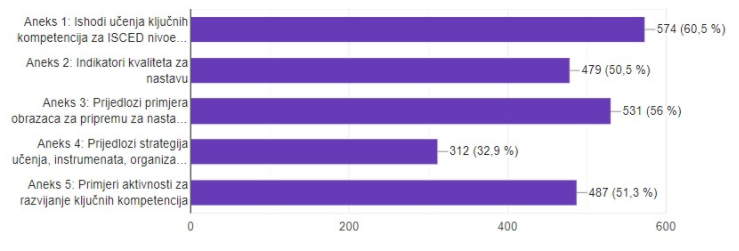 Aneks 1: Ishodi učenja ključnih
kompetencija za ISCED nivoe...
574 (60,5 %)
Aneks 2: Indikatori kvaliteta za
nastavu
479 (50,5 %)
Aneks 3: Prijedlozi primjera
obrazaca za pripremu za nasta...
531 (56 %)
Aneks 4: Prijedlozi strategija
učenja, instrumenata, organiza...
312 (32,9 %)
Aneks 5: Primjeri aktivnosti za
razvijanje ključnih kompetencija
487 (51,3 %)
0 200 400 600